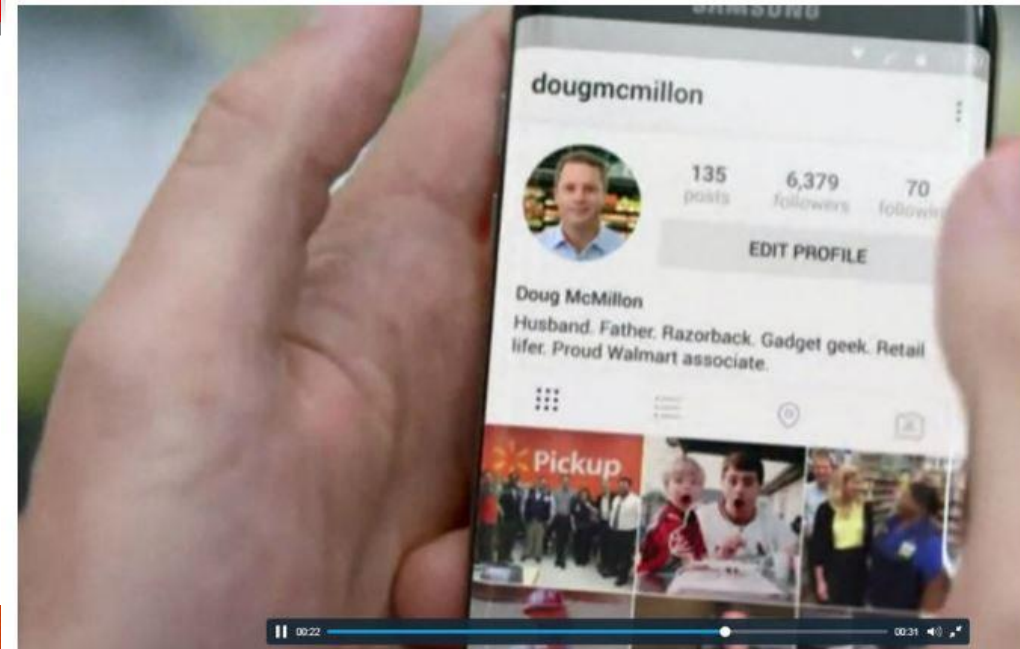 SAMSUNG
dougmcmillon
135 6,379 70
posts followers
EDIT PROFILE
Doug McMillon
Husband. Father. Razorback. Gadget geek. Retail
lifer. Proud Walmart associate.
Pickup
00:22 00:31